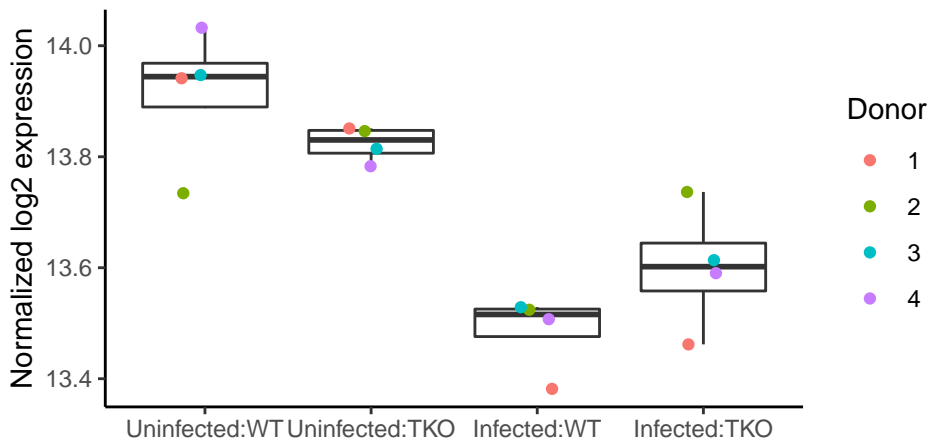 Normalized log2 expression
14.0
13.8
13.6
13.4
Uninfected:WT
Uninfected:TKO
Infected:WT
Infected:TKO
Donor
1
2
3
4